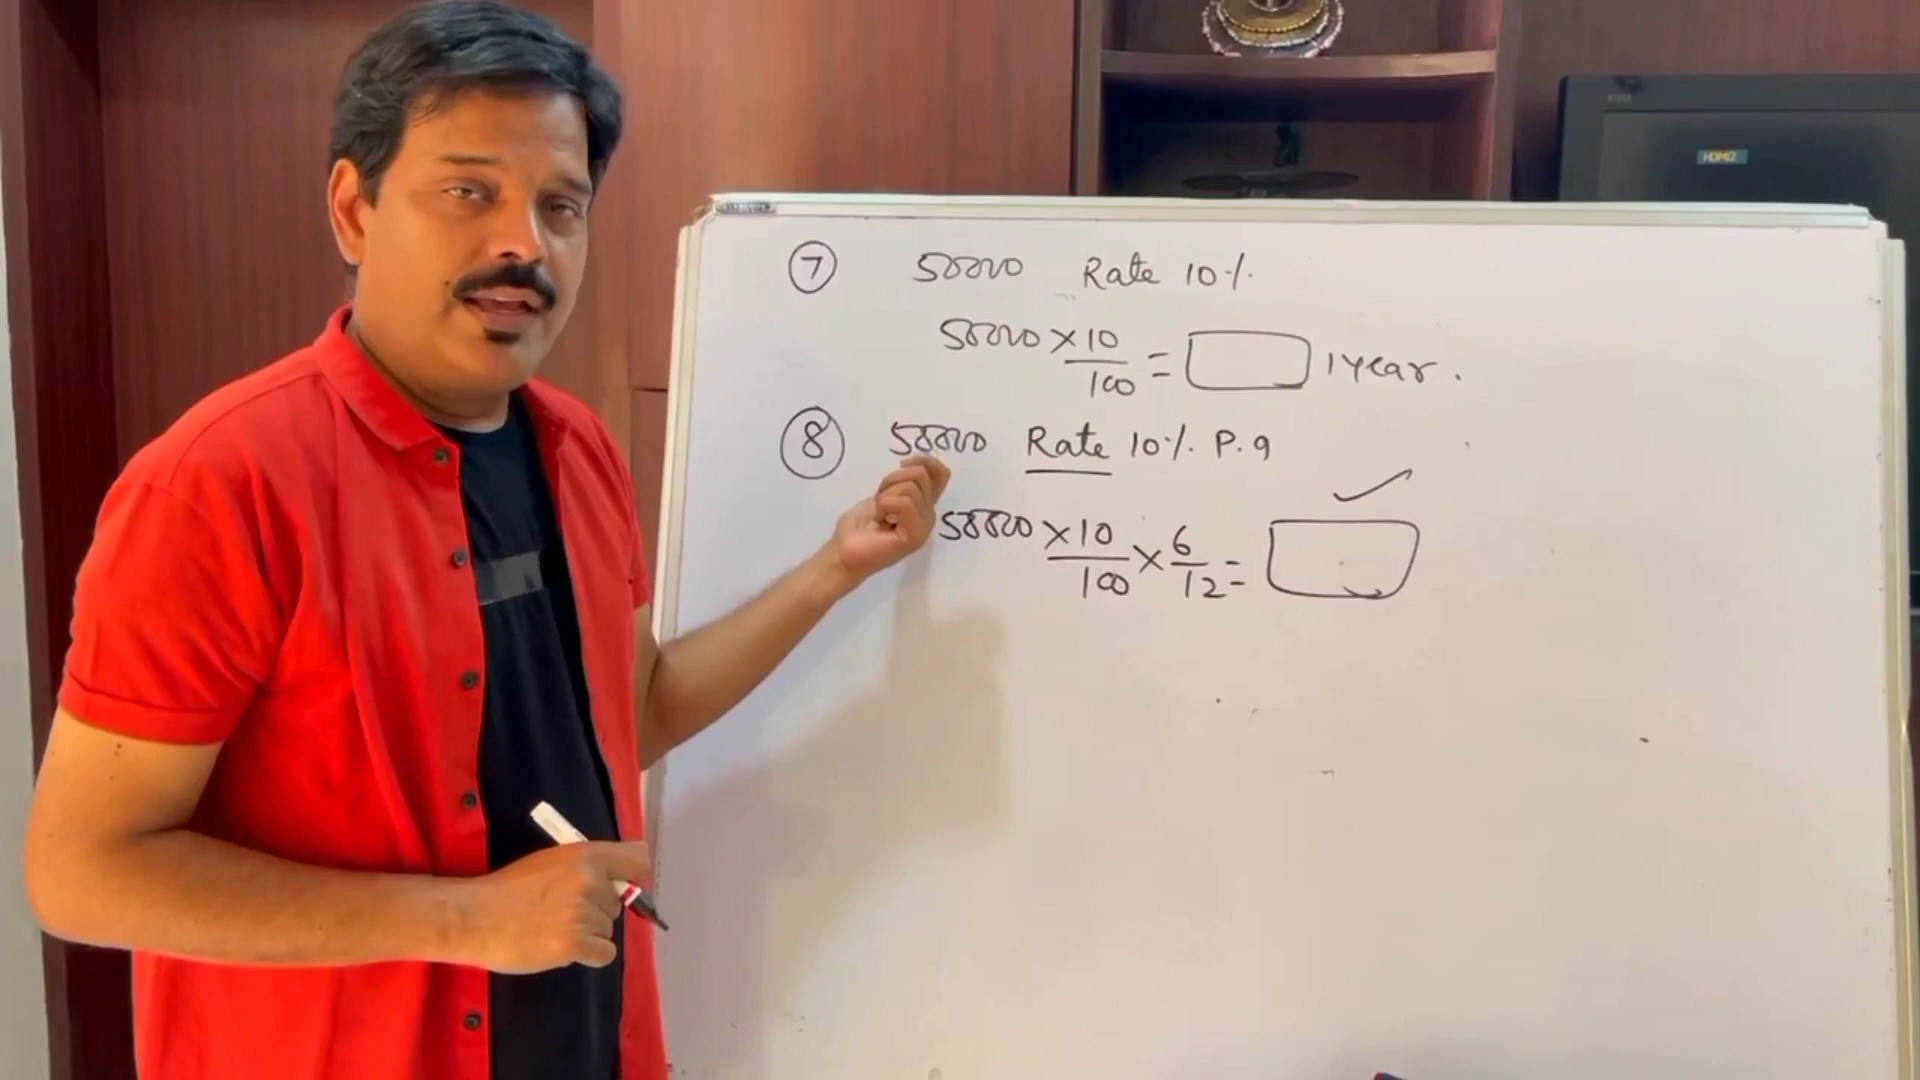 HDMI2
7 50000 Rate 10%.
50000 × 10/100 = 1 year.
8 50000 Rate 10%. P.a
50000 × 10/100 × 6/12 =